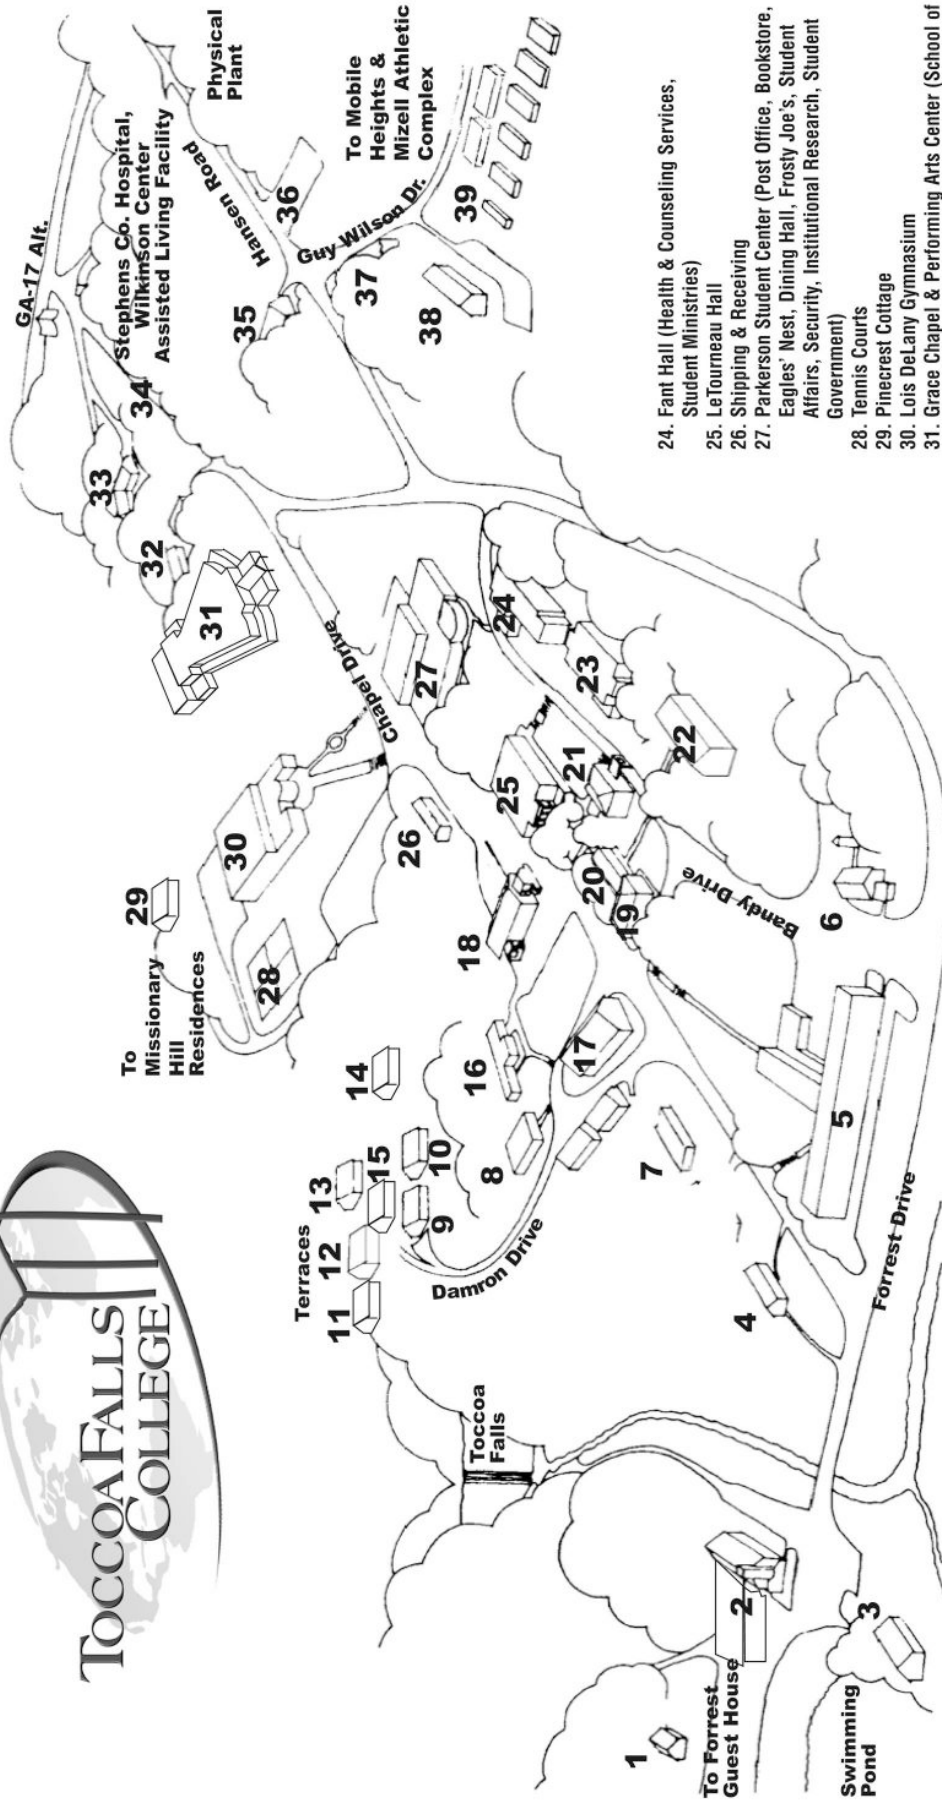 TOCCOA FALLS
COLLEGE
GA-17 Alt.
Stephens Co. Hospital,
Wilkinson Center
Assisted Living Facility
Physical
Plant
Hansen Road
To Mobile
Heights &
Mizell Athletic
Complex
Guy Wilson Dr.
To
Missionary
Hill
Residences
Chapel Drive
Terraces
Damron Drive
Toccoa
Falls
Bandy Drive
Forrest Drive
To Forrest
Guest House
Swimming
Pond
1
2
3
4
5
6
7
8
9
10
11
12
13
14
15
16
17
18
19
20
21
22
23
24
25
26
27
28
29
30
31
32
33
34
35
36
37
38
39
24. Fant Hall (Health & Counseling Services,
Student Ministries)
25. LeTourneau Hall
26. Shipping & Receiving
27. Parkerson Student Center (Post Office, Bookstore,
Eagles' Nest, Dining Hall, Frosty Joe's, Student
Affairs, Security, Institutional Research, Student
Government)
28. Tennis Courts
29. Pinecrest Cottage
30. Lois DeLany Gymnasium
31. Grace Chapel & Performing Arts Center (School of